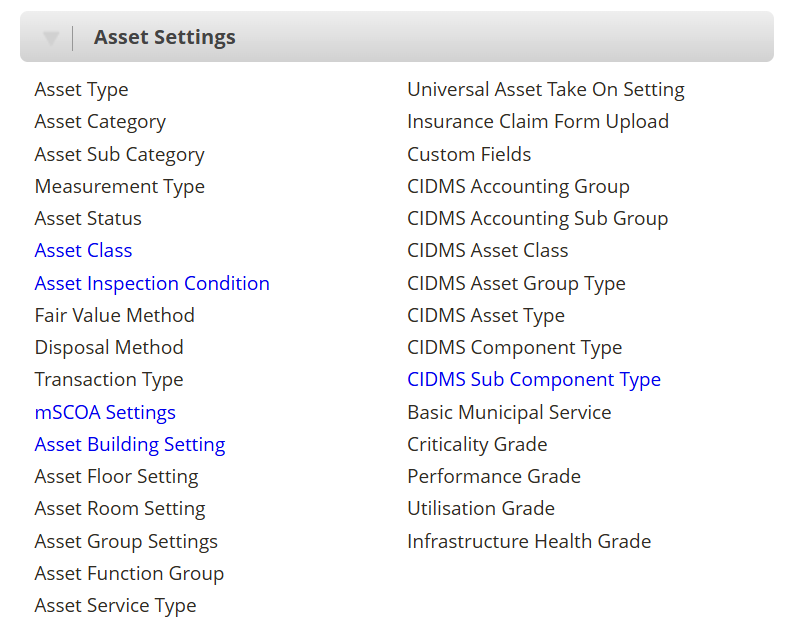 Asset Settings
Asset Type
Asset Category
Asset Sub Category
Measurement Type
Asset Status
Asset Class
Asset Inspection Condition
Fair Value Method
Disposal Method
Transaction Type
mSCOA Settings
Asset Building Setting
Asset Floor Setting
Asset Room Setting
Asset Group Settings
Asset Function Group
Asset Service Type
Universal Asset Take On Setting
Insurance Claim Form Upload
Custom Fields
CIDMS Accounting Group
CIDMS Accounting Sub Group
CIDMS Asset Class
CIDMS Asset Group Type
CIDMS Asset Type
CIDMS Component Type
CIDMS Sub Component Type
Basic Municipal Service
Criticality Grade
Performance Grade
Utilisation Grade
Infrastructure Health Grade